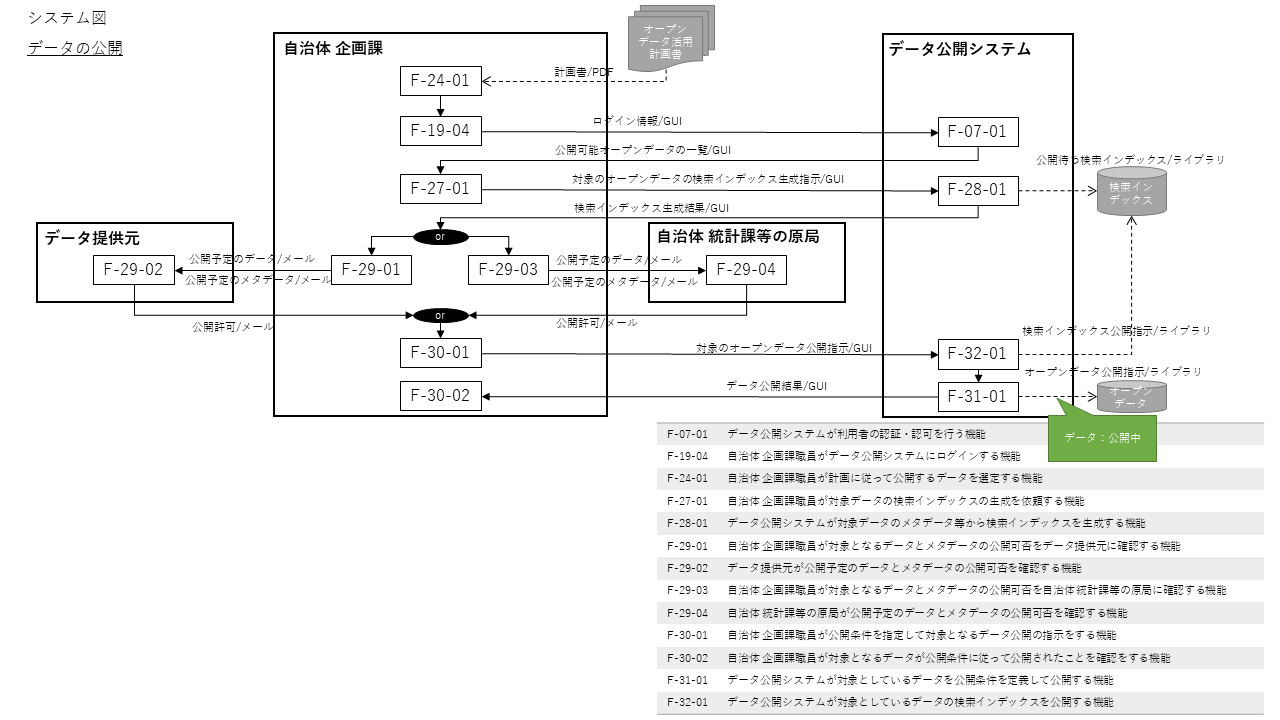 システム図
データの公開
オープン
データ活用
計画書
自治体 企画課
データ公開システム
計画書/PDF
F-24-01
ログイン情報/GUI
F-19-04
F-07-01
公開可能オープンデータの一覧/GUI
公開待ち検索インデックス/ライブラリ
対象のオープンデータの検索インデックス生成指示/GUI
F-27-01
F-28-01
検索イン
デックス
検索インデックス生成結果/GUI
データ提供元
or
自治体 統計課等の原局
公開予定のデータ/メール
公開予定のデータ/メール
F-29-02
F-29-01
F-29-03
F-29-04
公開予定のメタデータ/メール
公開予定のメタデータ/メール
or
公開許可/メール
公開許可/メール
検索インデックス公開指示/ライブラリ
対象のオープンデータ公開指示/GUI
F-30-01
F-32-01
オープンデータ公開指示/ライブラリ
データ公開結果/GUI
F-30-02
F-31-01
オープン
データ
データ：公開中
F-07-01 データ公開システムが利用者の認証・認可を行う機能
F-19-04 自治体 企画課職員がデータ公開システムにログインする機能
F-24-01 自治体 企画課職員が計画に従って公開するデータを選定する機能
F-27-01 自治体 企画課職員が対象データの検索インデックスの生成を依頼する機能
F-28-01 データ公開システムが対象データのメタデータ等から検索インデックスを生成する機能
F-29-01 自治体 企画課職員が対象となるデータとメタデータの公開可否をデータ提供元に確認する機能
F-29-02 データ提供元が公開予定のデータとメタデータの公開可否を確認する機能
F-29-03 自治体 企画課職員が対象となるデータとメタデータの公開可否を自治体 統計課等の原局に確認する機能
F-29-04 自治体 統計課等の原局が公開予定のデータとメタデータの公開可否を確認する機能
F-30-01 自治体 企画課職員が公開条件を指定して対象となるデータ公開の指示をする機能
F-30-02 自治体 企画課職員が対象となるデータが公開条件に従って公開されたことを確認をする機能
F-31-01 データ公開システムが対象としているデータを公開条件を定義して公開する機能
F-32-01 データ公開システムが対象としているデータの検索インデックスを公開する機能